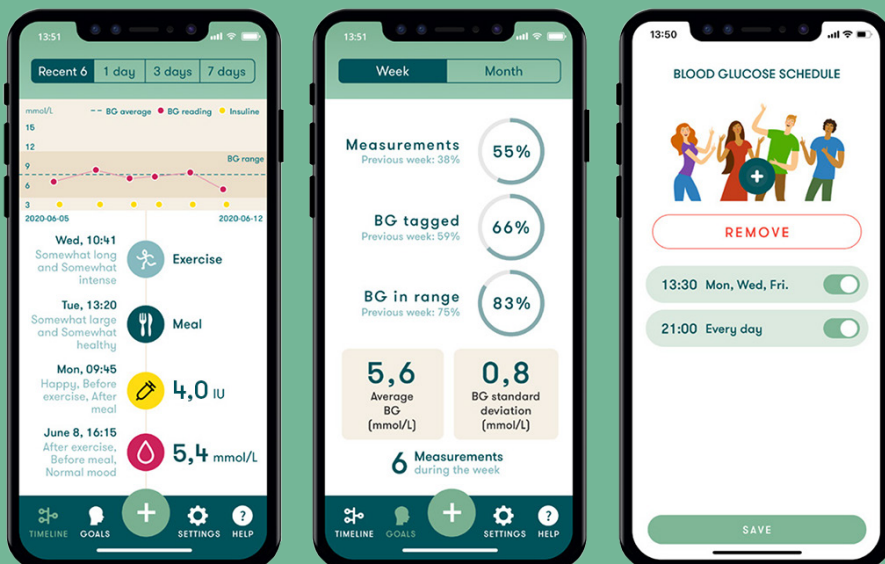 13:51
Recent 6 1 day 3 days 7 days
mmol/L BG average BG reading Insuline
15
12
9
BG range
6
3
2020-06-05 2020-06-12
Wed, 10:41
Somewhat long
and Somewhat
intense
Exercise
Tue, 13:20
Somewhat large
and Somewhat
healthy
Meal
Mon, 09:45
Happy, Before
exercise, After
meal
4,0 IU
June 8, 16:15
After exercise,
Before meal,
Normal mood
5,4 mmol/L
TIMELINE GOALS + SETTINGS ? HELP
13:51
Week Month
Measurements
Previous week: 38%
55%
BG tagged
Previous week: 59%
66%
BG in range
Previous week: 75%
83%
5,6
Average
BG
(mmol/L)
0,8
BG standard
deviation
(mmol/L)
6 Measurements
during the week
TIMELINE GOALS + SETTINGS ? HELP
13:50
BLOOD GLUCOSE SCHEDULE
+
REMOVE
13:30 Mon, Wed, Fri.
21:00 Every day
SAVE